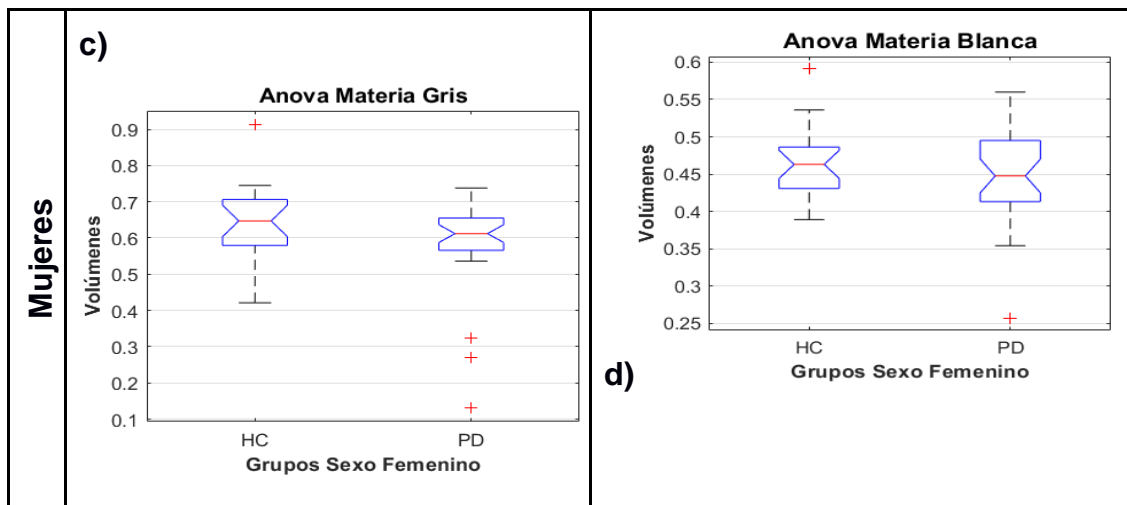 Mujeres
c)
Anova Materia Gris
Volúmenes
0.9
0.8
0.7
0.6
0.5
0.4
0.3
0.2
0.1
HC PD
Grupos Sexo Femenino
d)
Anova Materia Blanca
Volúmenes
0.6
0.55
0.5
0.45
0.4
0.35
0.3
0.25
HC PD
Grupos Sexo Femenino